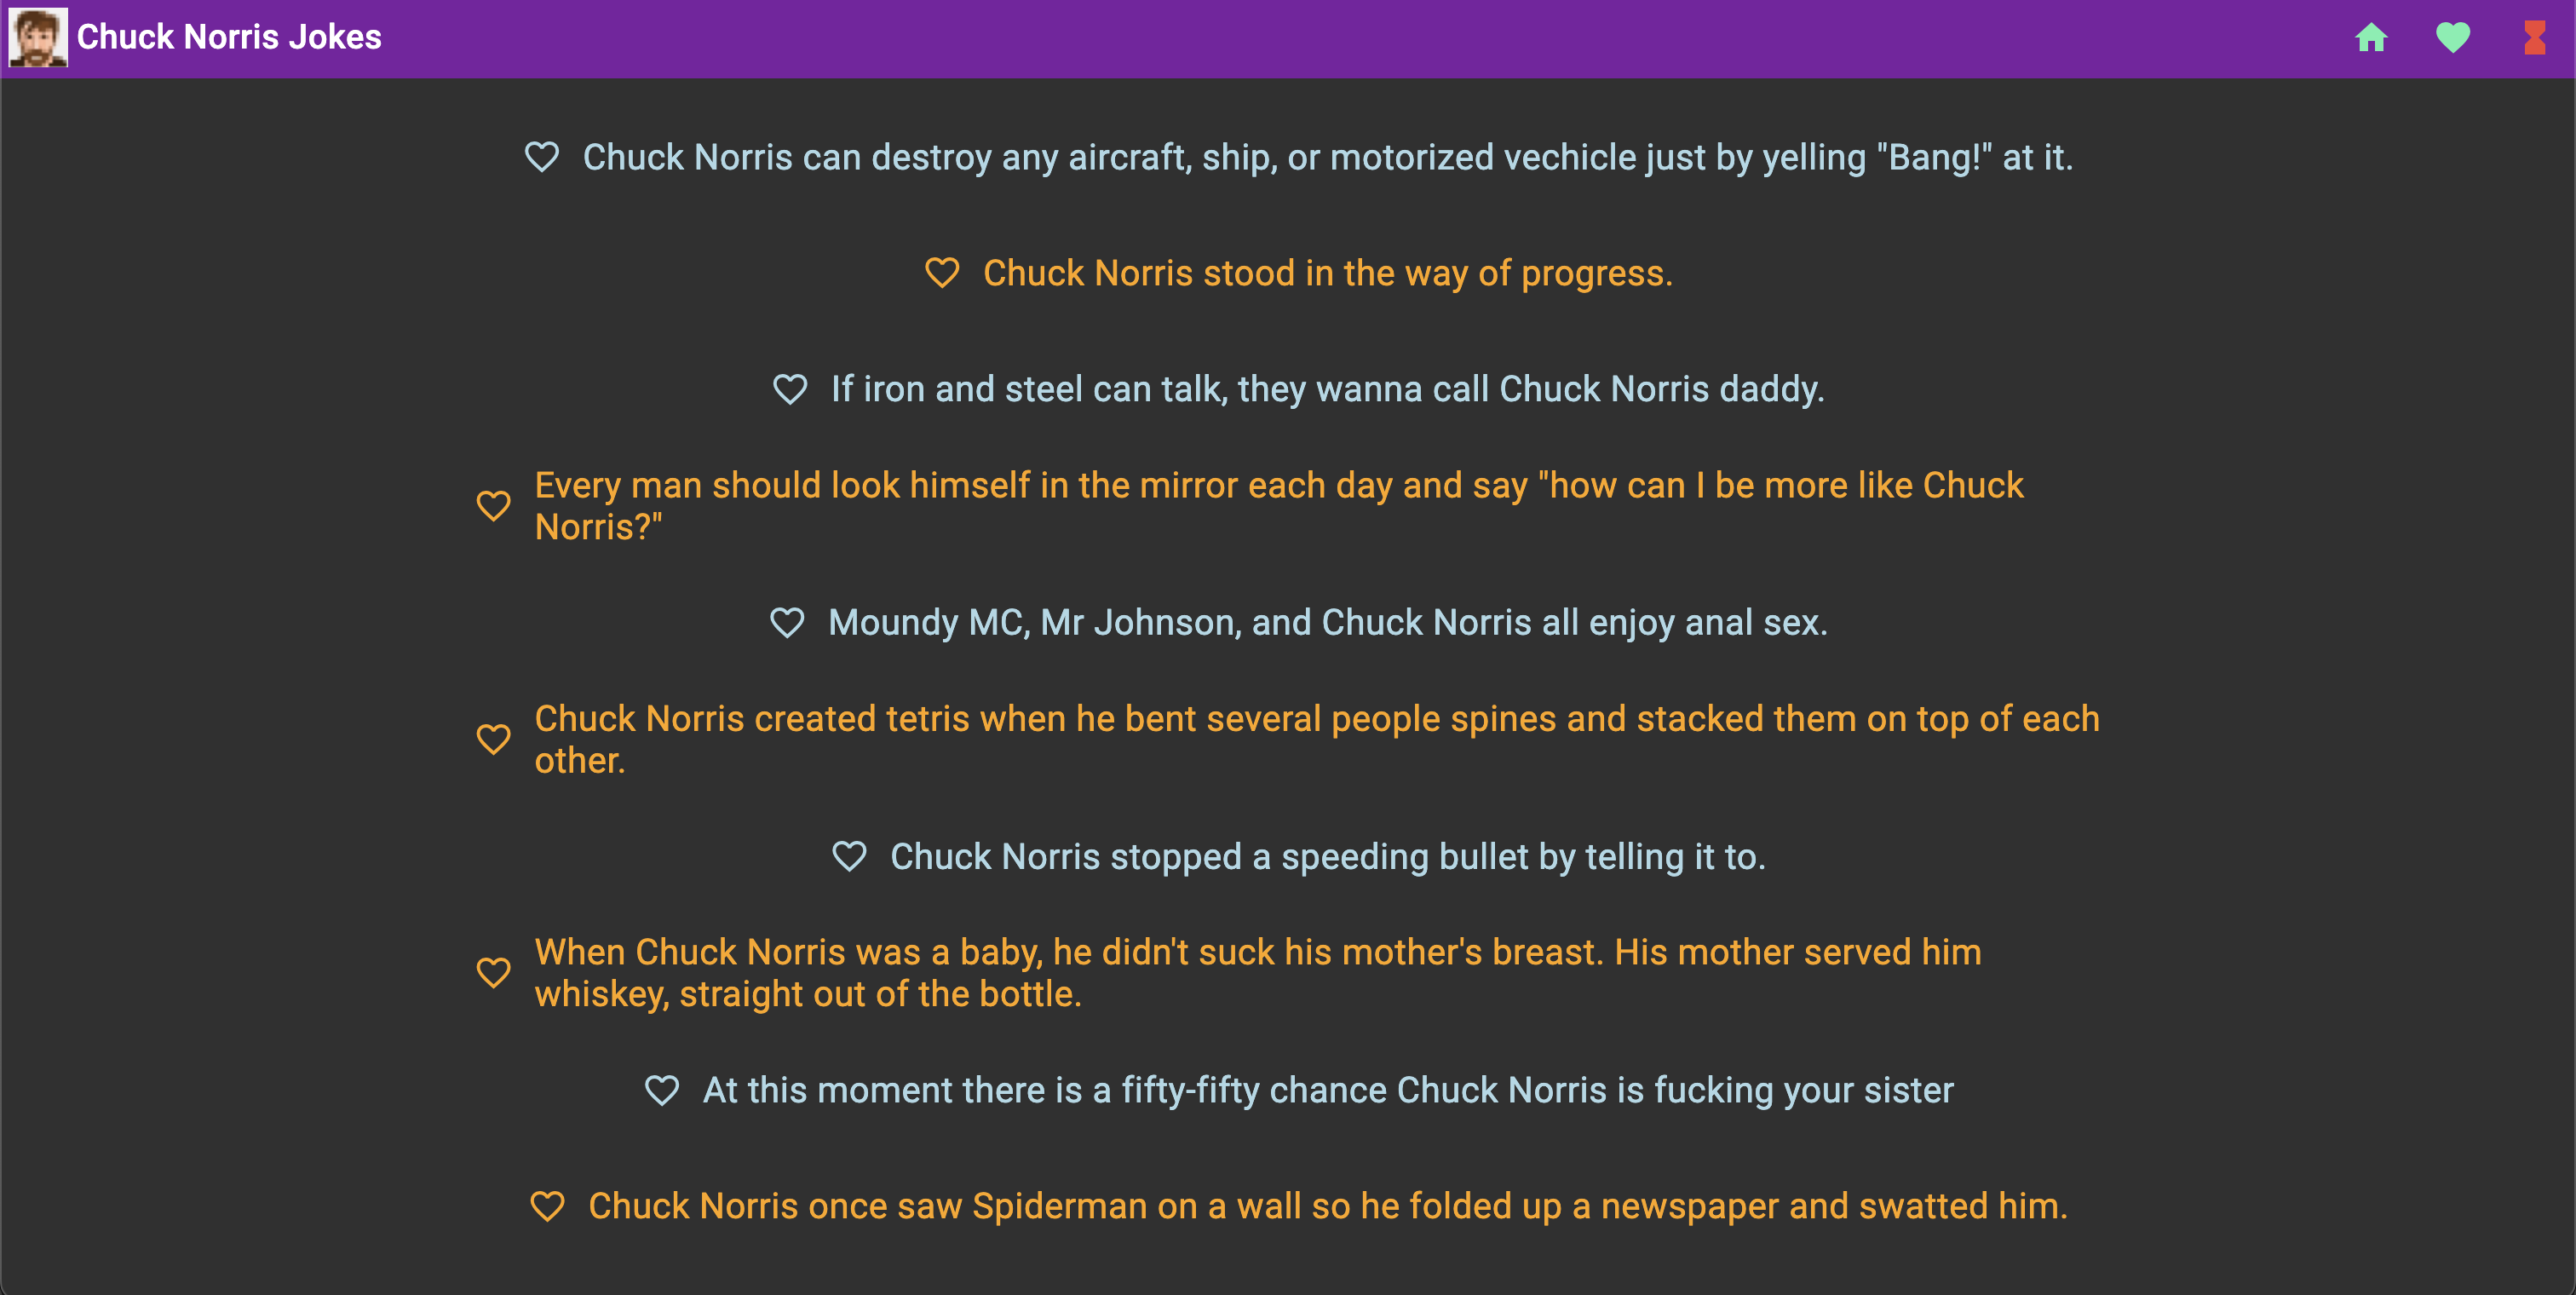 Chuck Norris Jokes
Chuck Norris can destroy any aircraft, ship, or motorized vechicle just by yelling "Bang!" at it.
Chuck Norris stood in the way of progress.
If iron and steel can talk, they wanna call Chuck Norris daddy.
Every man should look himself in the mirror each day and say "how can I be more like Chuck
Norris?"
Moundy MC, Mr Johnson, and Chuck Norris all enjoy anal sex.
Chuck Norris created tetris when he bent several people spines and stacked them on top of each
other.
Chuck Norris stopped a speeding bullet by telling it to.
When Chuck Norris was a baby, he didn't suck his mother's breast. His mother served him
whiskey, straight out of the bottle.
At this moment there is a fifty-fifty chance Chuck Norris is fucking your sister
Chuck Norris once saw Spiderman on a wall so he folded up a newspaper and swatted him.